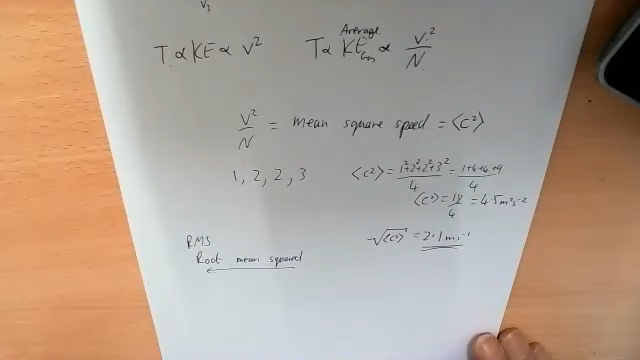 v₃
T ∝ KE ∝ v² T ∝ Average KE ∝ v²/N
v²/N = mean square speed = <c²>
1, 2, 2, 3 <c²> = 1²+2²+2²+3²/4 = 1+4+4+9/4
<c²> = 18/4 = 4.5 m²s⁻²
RMS √<c²> = 2.1 ms⁻¹
Root mean squared